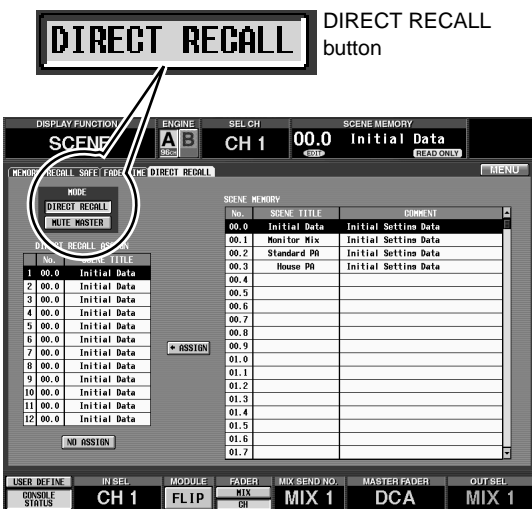 DIRECT RECALL
DIRECT RECALL
button
DISPLAY FUNCTION
ENGINE
SEL CH
SCENE MEMORY
SCENE
A B
96CH
CH 1
00.0
EDIT
Initial Data
READ ONLY
RECALL SAFE
DIRECT RECALL
MENU
MODE
DIRECT RECALL
MUTE MASTER
SCENE MEMORY
No. SCENE TITLE COMMENT
00.0 Initial Data Initial Setting Data
00.1 Monitor Mix Initial Setting Data
00.2 Standard PA Initial Setting Data
00.3 House PA Initial Setting Data
00.4
00.5
00.6
00.7
00.8
00.9
01.0
01.1
01.2
01.3
01.4
01.5
01.6
01.7
RECALL ASSIGN
No. SCENE TITLE
1 00.0 Initial Data
2 00.0 Initial Data
3 00.0 Initial Data
4 00.0 Initial Data
5 00.0 Initial Data
6 00.0 Initial Data
7 00.0 Initial Data
8 00.0 Initial Data
9 00.0 Initial Data
10 00.0 Initial Data
11 00.0 Initial Data
12 00.0 Initial Data
← ASSIGN
NO ASSIGN
USER DEFINE
CONSOLE
STATUS
IN SEL
CH 1
MODULE
FLIP
FADER
MIX
CH
MIX SEND NO.
MIX 1
MASTER FADER
DCA
OUT SEL
MIX 1